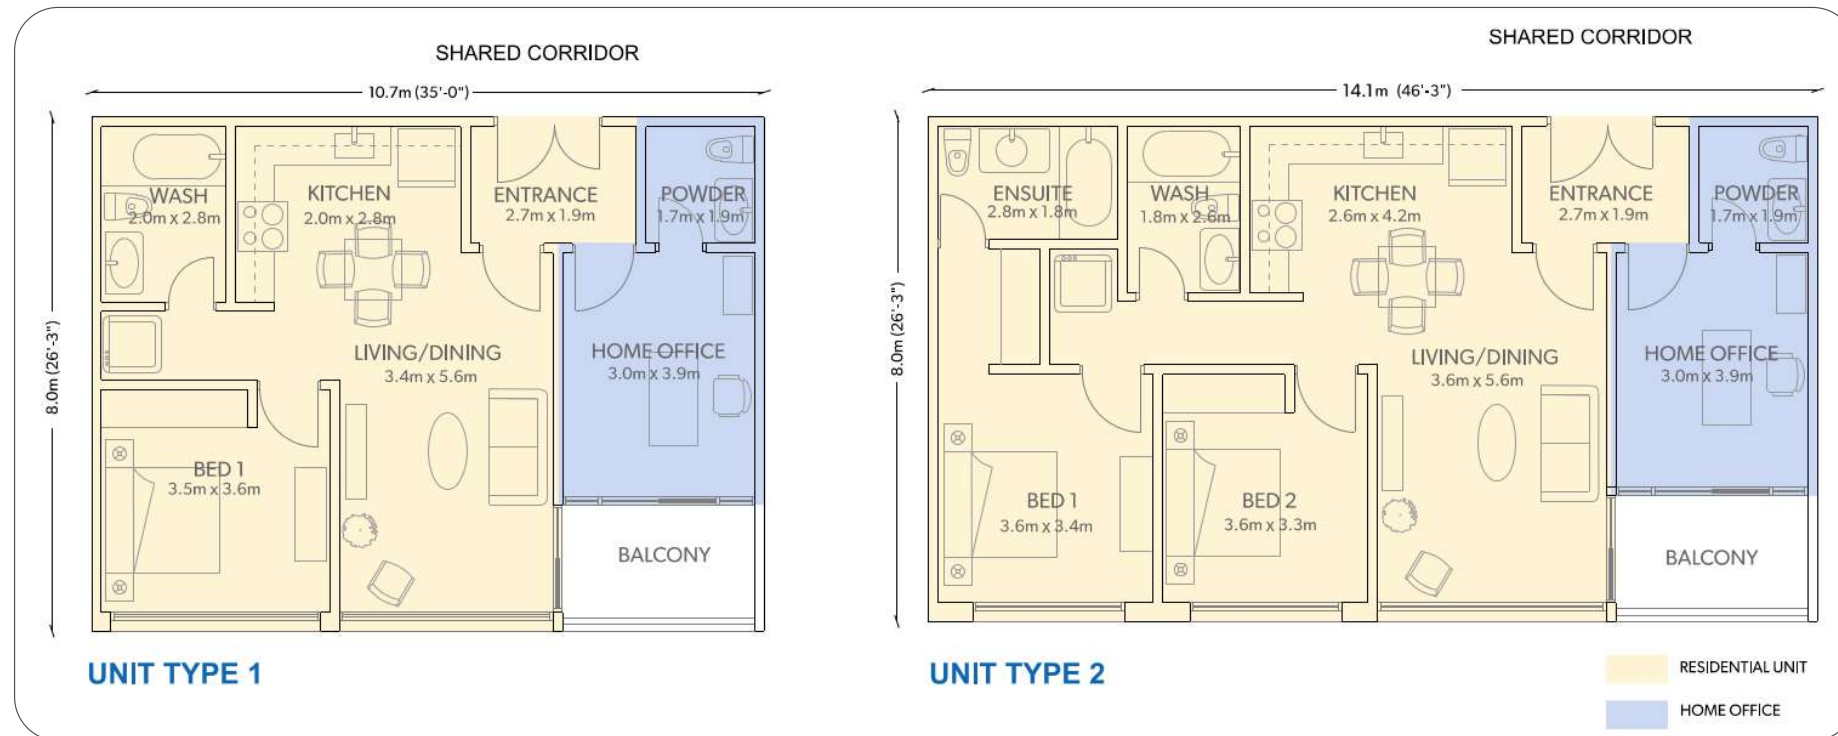 SHARED CORRIDOR
10.7m (35'-0")
8.0m (26'-3")
WASH
2.0m x 2.8m
KITCHEN
2.0m x 2.8m
ENTRANCE
2.7m x 1.9m
POWDER
1.7m x 1.9m
LIVING/DINING
3.4m x 5.6m
HOME OFFICE
3.0m x 3.9m
BED 1
3.5m x 3.6m
BALCONY
UNIT TYPE 1
SHARED CORRIDOR
14.1m (46'-3")
8.0m (26'-3")
ENSUITE
2.8m x 1.8m
WASH
1.8m x 2.6m
KITCHEN
2.6m x 4.2m
ENTRANCE
2.7m x 1.9m
POWDER
1.7m x 1.9m
LIVING/DINING
3.6m x 5.6m
HOME OFFICE
3.0m x 3.9m
BED 1
3.6m x 3.4m
BED 2
3.6m x 3.3m
BALCONY
UNIT TYPE 2
RESIDENTIAL UNIT
HOME OFFICE